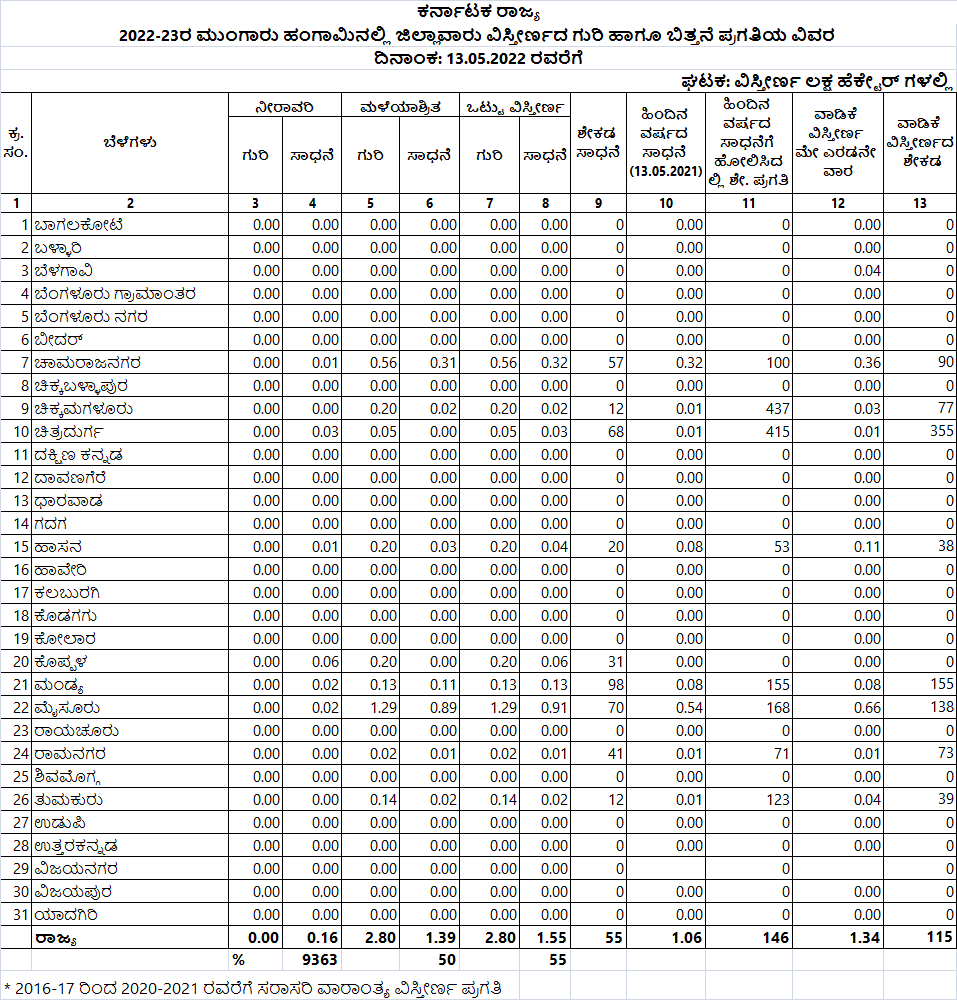 ಕರ್ನಾಟಕ ರಾಜ್ಯ
2022-23ರ ಮುಂಗಾರು ಹಂಗಾಮಿನಲ್ಲಿ ಜಿಲ್ಲಾವಾರು ವಿಸ್ತೀರ್ಣದ ಗುರಿ ಹಾಗೂ ಬಿತ್ತನೆ ಪ್ರಗತಿಯ ವಿವರ
ದಿನಾಂಕ: 13.05.2022 ರವರೆಗೆ
ಘಟಕ: ವಿಸ್ತೀರ್ಣ ಲಕ್ಷ ಹೆಕ್ಟೇರ್ ಗಳಲ್ಲಿ
ಕ್ರ. ಸಂ.
ಬೆಳೆಗಳು
ನೀರಾವರಿ
ಮಳೆಯಾಶ್ರಿತ
ಒಟ್ಟು ವಿಸ್ತೀರ್ಣ
ಗುರಿ ಸಾಧನೆ ಗುರಿ ಸಾಧನೆ ಗುರಿ ಸಾಧನೆ
ಶೇಕಡ
ಸಾಧನೆ
ಹಿಂದಿನ
ವರ್ಷದ
ಸಾಧನೆ
(13.05.2021)
ಹಿಂದಿನ
ವರ್ಷದ
ಸಾಧನೆಗೆ
ಹೋಲಿಸಿದ
ಲ್ಲಿ ಶೇ. ಪ್ರಗತಿ
ವಾಡಿಕೆ
ವಿಸ್ತೀರ್ಣ
ಮೇ ಎರಡನೇ
ವಾರ
ವಾಡಿಕೆ
ವಿಸ್ತೀರ್ಣದ
ಶೇಕಡ
1 2 3 4 5 6 7 8 9 10 11 12 13
1 ಬಾಗಲಕೋಟೆ 0.00 0.00 0.00 0.00 0.00 0.00 0 0.00 0 0.00 0
2 ಬಳ್ಳಾರಿ 0.00 0.00 0.00 0.00 0.00 0.00 0 0.00 0 0.00 0
3 ಬೆಳಗಾವಿ 0.00 0.00 0.00 0.00 0.00 0.00 0 0.00 0 0.04 0
4 ಬೆಂಗಳೂರು ಗ್ರಾಮಾಂತರ 0.00 0.00 0.00 0.00 0.00 0.00 0 0.00 0 0.00 0
5 ಬೆಂಗಳೂರು ನಗರ 0.00 0.00 0.00 0.00 0.00 0.00 0 0.00 0 0.00 0
6 ಬೀದರ್ 0.00 0.00 0.00 0.00 0.00 0.00 0 0.00 0 0.00 0
7 ಚಾಮರಾಜನಗರ 0.00 0.01 0.56 0.31 0.56 0.32 57 0.32 100 0.36 90
8 ಚಿಕ್ಕಬಳ್ಳಾಪುರ 0.00 0.00 0.00 0.00 0.00 0.00 0 0.00 0 0.00 0
9 ಚಿಕ್ಕಮಗಳೂರು 0.00 0.00 0.20 0.02 0.20 0.02 12 0.01 437 0.03 77
10 ಚಿತ್ರದುರ್ಗ 0.00 0.03 0.05 0.00 0.05 0.03 68 0.01 415 0.01 355
11 ದಕ್ಷಿಣ ಕನ್ನಡ 0.00 0.00 0.00 0.00 0.00 0.00 0 0.00 0 0.00 0
12 ದಾವಣಗೆರೆ 0.00 0.00 0.00 0.00 0.00 0.00 0 0.00 0 0.00 0
13 ಧಾರವಾಡ 0.00 0.00 0.00 0.00 0.00 0.00 0 0.00 0 0.00 0
14 ಗದಗ 0.00 0.00 0.00 0.00 0.00 0.00 0 0.00 0 0.00 0
15 ಹಾಸನ 0.00 0.01 0.20 0.03 0.20 0.04 20 0.08 53 0.11 38
16 ಹಾವೇರಿ 0.00 0.00 0.00 0.00 0.00 0.00 0 0.00 0 0.00 0
17 ಕಲಬುರಗಿ 0.00 0.00 0.00 0.00 0.00 0.00 0 0.00 0 0.00 0
18 ಕೊಡಗಗು 0.00 0.00 0.00 0.00 0.00 0.00 0 0.00 0 0.00 0
19 ಕೋಲಾರ 0.00 0.00 0.00 0.00 0.00 0.00 0 0.00 0 0.00 0
20 ಕೊಪ್ಪಳ 0.00 0.06 0.20 0.00 0.20 0.06 31 0.00 0 0.00 0
21 ಮಂಡ್ಯ 0.00 0.02 0.13 0.11 0.13 0.13 98 0.08 155 0.08 155
22 ಮೈಸೂರು 0.00 0.02 1.29 0.89 1.29 0.91 70 0.54 168 0.66 138
23 ರಾಯಚೂರು 0.00 0.00 0.00 0.00 0.00 0.00 0 0.00 0 0.00 0
24 ರಾಮನಗರ 0.00 0.00 0.02 0.01 0.02 0.01 41 0.01 71 0.01 73
25 ಶಿವಮೊಗ್ಗ 0.00 0.00 0.00 0.00 0.00 0.00 0 0.00 0 0.00 0
26 ತುಮಕುರು 0.00 0.00 0.14 0.02 0.14 0.02 12 0.01 123 0.04 39
27 ಉಡುಪಿ 0.00 0.00 0.00 0.00 0.00 0.00 0 0.00 0 0.00 0
28 ಉತ್ತರಕನ್ನಡ 0.00 0.00 0.00 0.00 0.00 0.00 0 0.00 0 0.00 0
29 ವಿಜಯನಗರ 0.00 0.00 0.00 0.00 0.00 0.00 0 0 0
30 ವಿಜಯಪುರ 0.00 0.00 0.00 0.00 0.00 0.00 0 0.00 0 0.00 0
31 ಯಾದಗಿರಿ 0.00 0.00 0.00 0.00 0.00 0.00 0 0.00 0 0.00 0
ರಾಜ್ಯ 0.00 0.16 2.80 1.39 2.80 1.55 55 1.06 146 1.34 115
% 9363 50 55
* 2016-17 ರಿಂದ 2020-2021 ರವರೆಗೆ ಸರಾಸರಿ ವಾರಾಂತ್ಯ ವಿಸ್ತೀರ್ಣ ಪ್ರಗತಿ